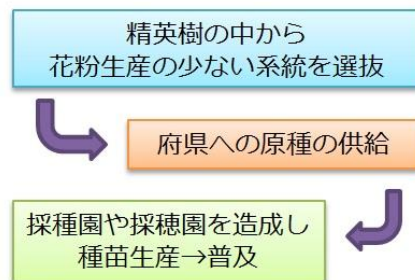 精英樹の中から
花粉生産の少ない系統を選抜
府県への原種の供給
採種園や採穂園を造成し
種苗生産→普及